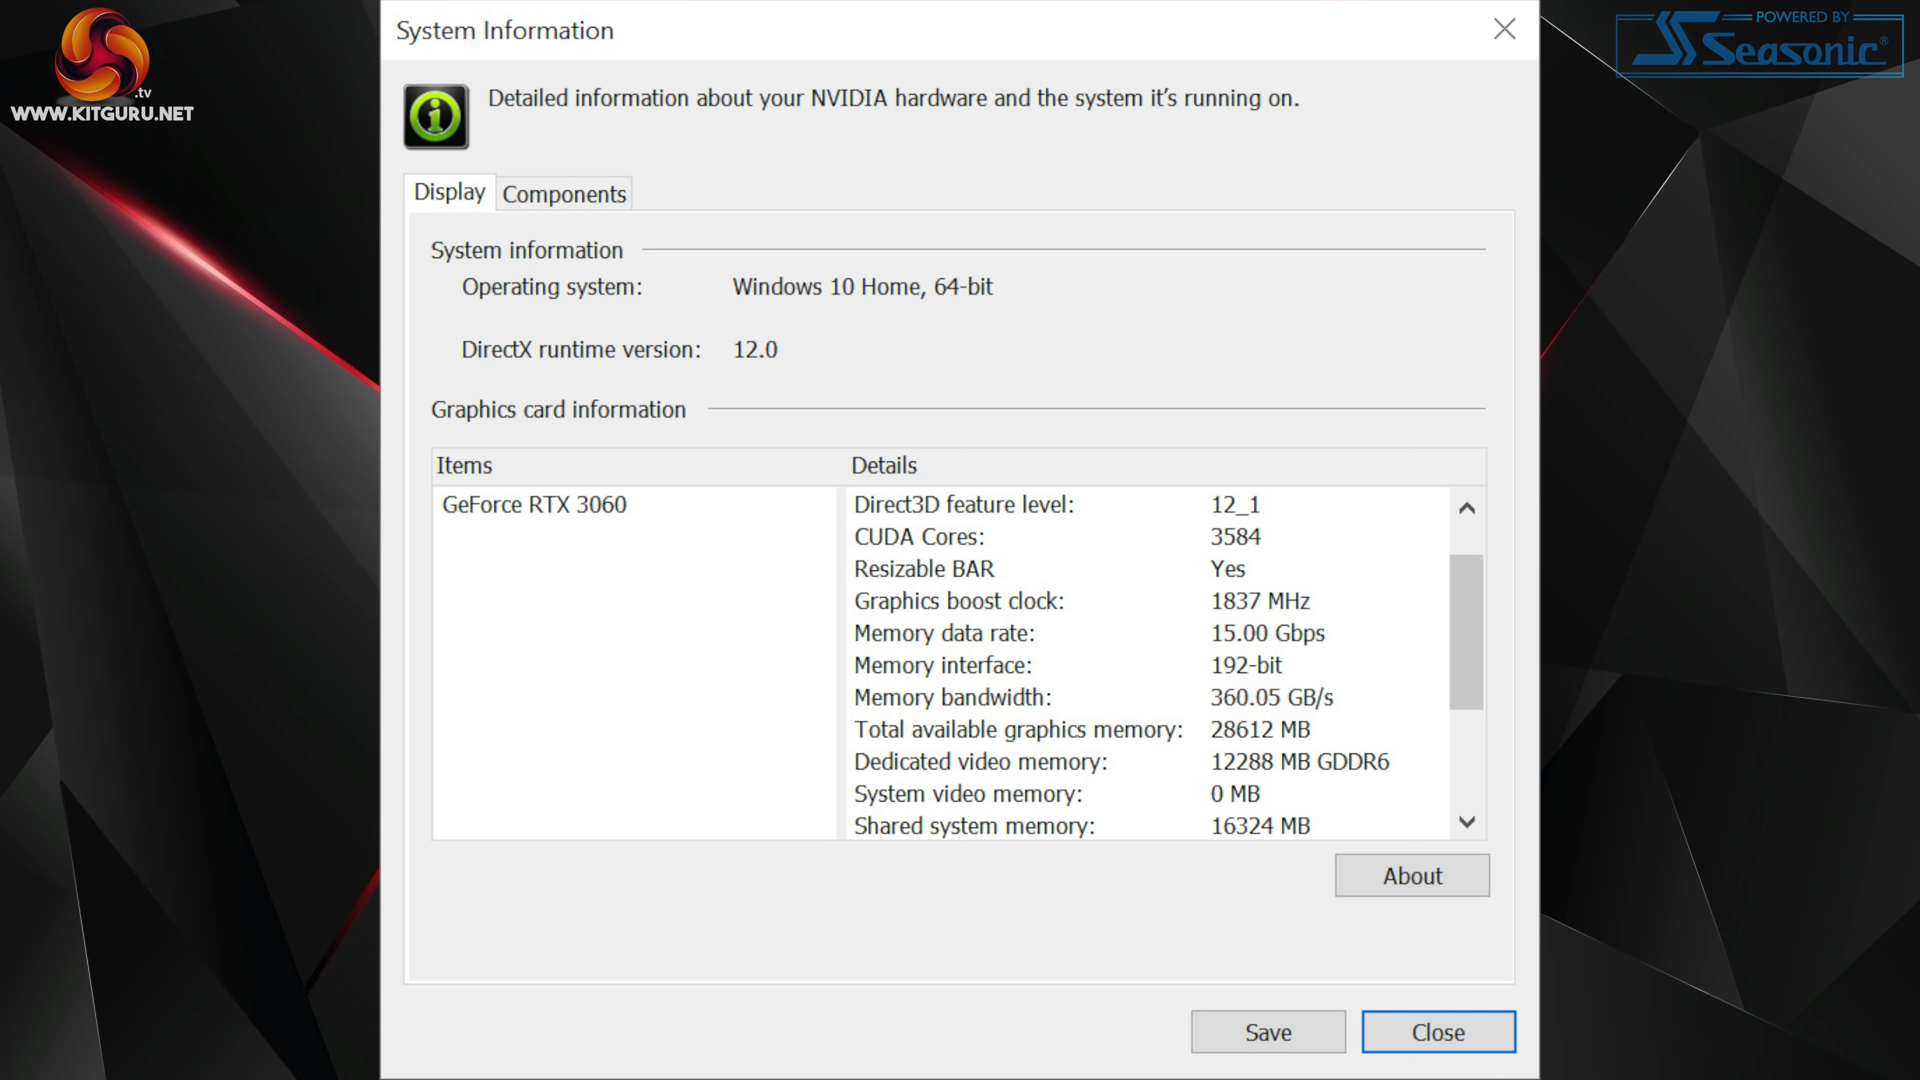 System Information
.tv
WWW.KITGURU.NET
POWERED BY
Seasonic®
Detailed information about your NVIDIA hardware and the system it's running on.
Display
Components
System information
Operating system: Windows 10 Home, 64-bit
DirectX runtime version: 12.0
Graphics card information
Items Details
GeForce RTX 3060
Direct3D feature level: 12_1
CUDA Cores: 3584
Resizable BAR Yes
Graphics boost clock: 1837 MHz
Memory data rate: 15.00 Gbps
Memory interface: 192-bit
Memory bandwidth: 360.05 GB/s
Total available graphics memory: 28612 MB
Dedicated video memory: 12288 MB GDDR6
System video memory: 0 MB
Shared system memory: 16324 MB
About
Save
Close